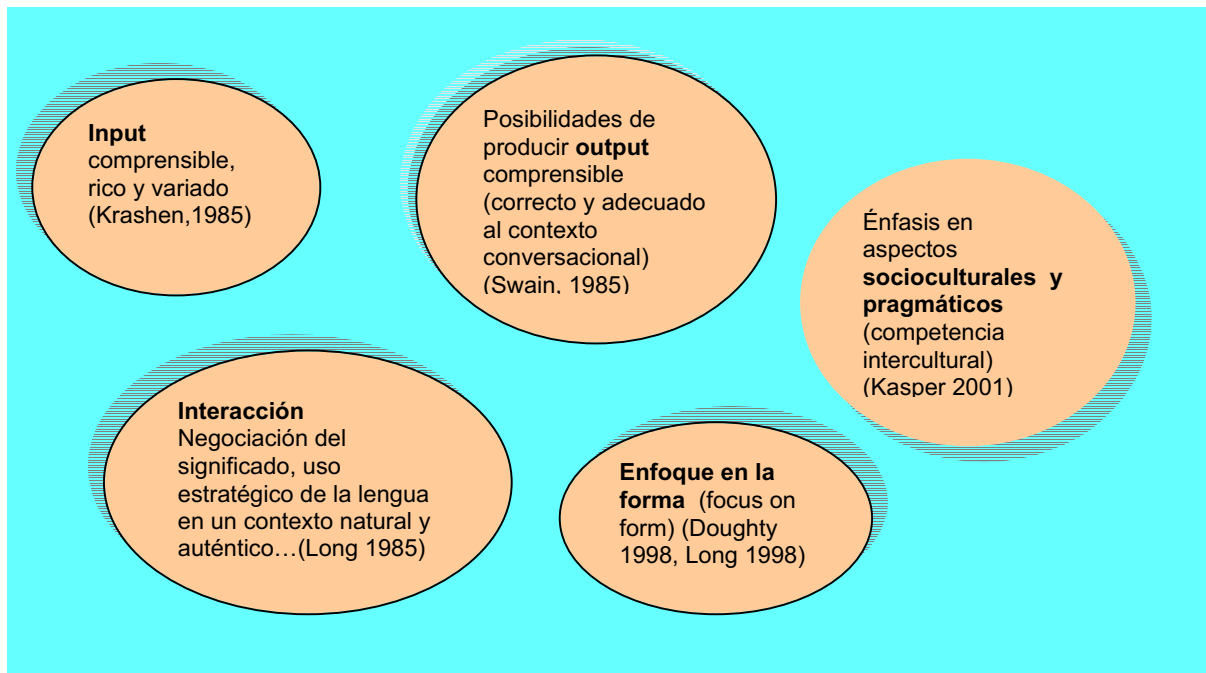 Input
comprensible,
rico y variado
(Krashen,1985)
Posibilidades de
producir output
comprensible
(correcto y adecuado
al contexto
conversacional)
(Swain, 1985)
Énfasis en
aspectos
socioculturales y
pragmáticos
(competencia
intercultural)
(Kasper 2001)
Interacción
Negociación del
significado, uso
estratégico de la lengua
en un contexto natural y
auténtico…(Long 1985)
Enfoque en la
forma (focus on
form) (Doughty
1998, Long 1998)